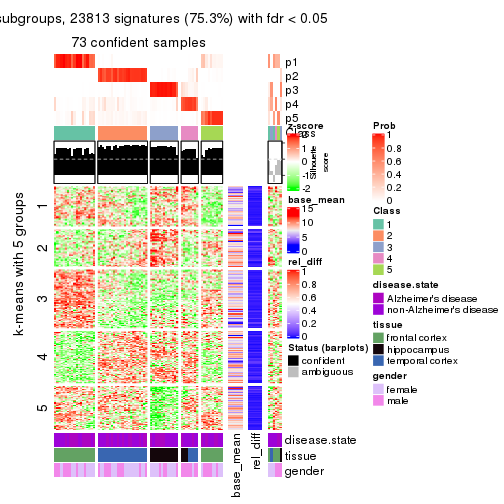 subgroups, 23813 signatures (75.3%) with fdr < 0.05
73 confident samples
p1
p2
p3
p4
p5
Class
Silhouette
score
k-means with 5 groups
1
2
3
4
5
base_mean
rel_diff
disease.state
tissue
gender
z-score
2
0
-2
base_mean
15
10
5
0
rel_diff
1
0.8
0.6
0.4
0.2
0
Status (barplots)
confident
ambiguous
Prob
1
0.8
0.6
0.4
0.2
0
Class
1
2
3
4
5
disease.state
Alzheimer's disease
non-Alzheimer's disease
tissue
frontal cortex
hippocampus
temporal cortex
gender
female
male